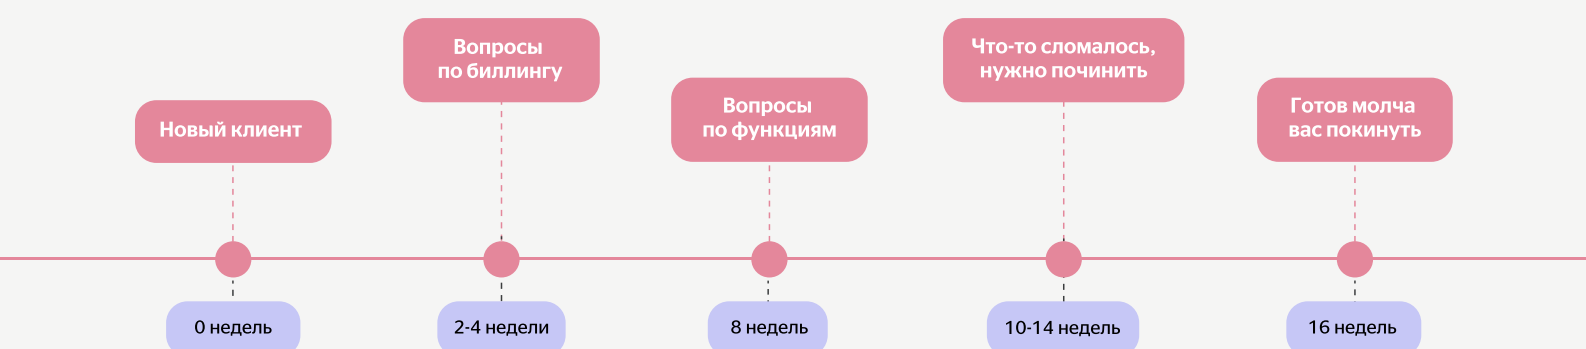 Новый клиент
Вопросы
по биллингу
Вопросы
по функциям
Что-то сломалось,
нужно починить
Готов молча
вас покинуть
0 недель
2-4 недели
8 недель
10-14 недель
16 недель